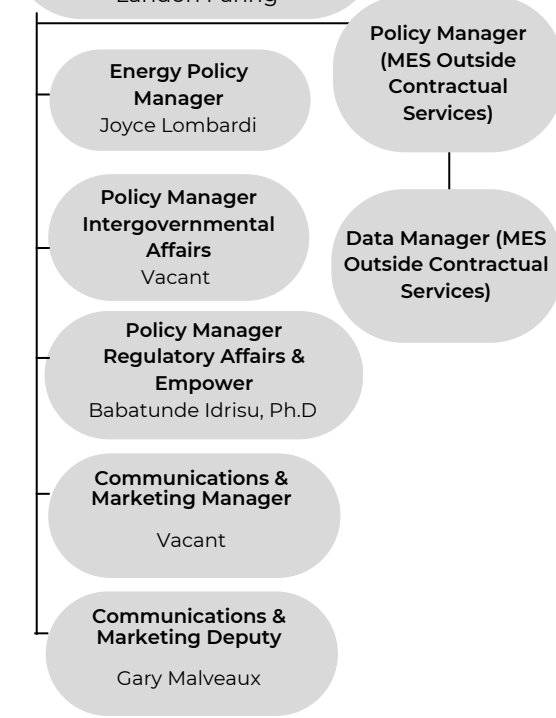 Energy Policy
Manager
Joyce Lombardi
Policy Manager
Intergovernmental
Affairs
Vacant
Policy Manager
Regulatory Affairs &
Empower
Babatunde Idrisu, Ph.D
Communications &
Marketing Manager
Vacant
Communications &
Marketing Deputy
Gary Malveaux
Policy Manager
(MES Outside
Contractual
Services)
Data Manager (MES
Outside Contractual
Services)